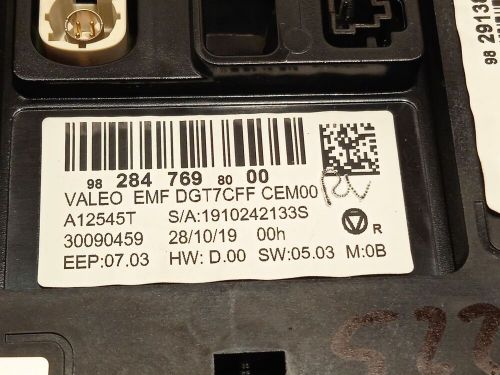 98 284 769 80 00
VALEO EMF DGT7CFF CEM00
A12545T S/A:1910242133S
30090459 28/10/19 00h
R
EEP:07.03 HW: D.00 SW:05.03 M:0B